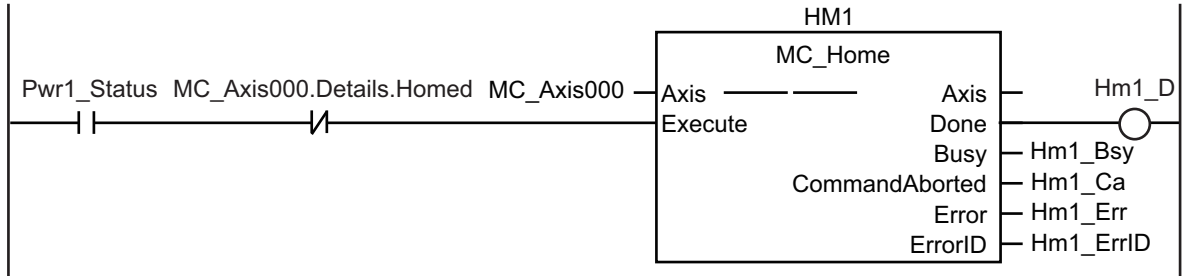 HM1
MC_Home
Pwr1_Status MC_Axis000.Details.Homed MC_Axis000 Axis Axis Hm1_D
Execute Done
Busy Hm1_Bsy
CommandAborted Hm1_Ca
Error Hm1_Err
ErrorID Hm1_ErrID